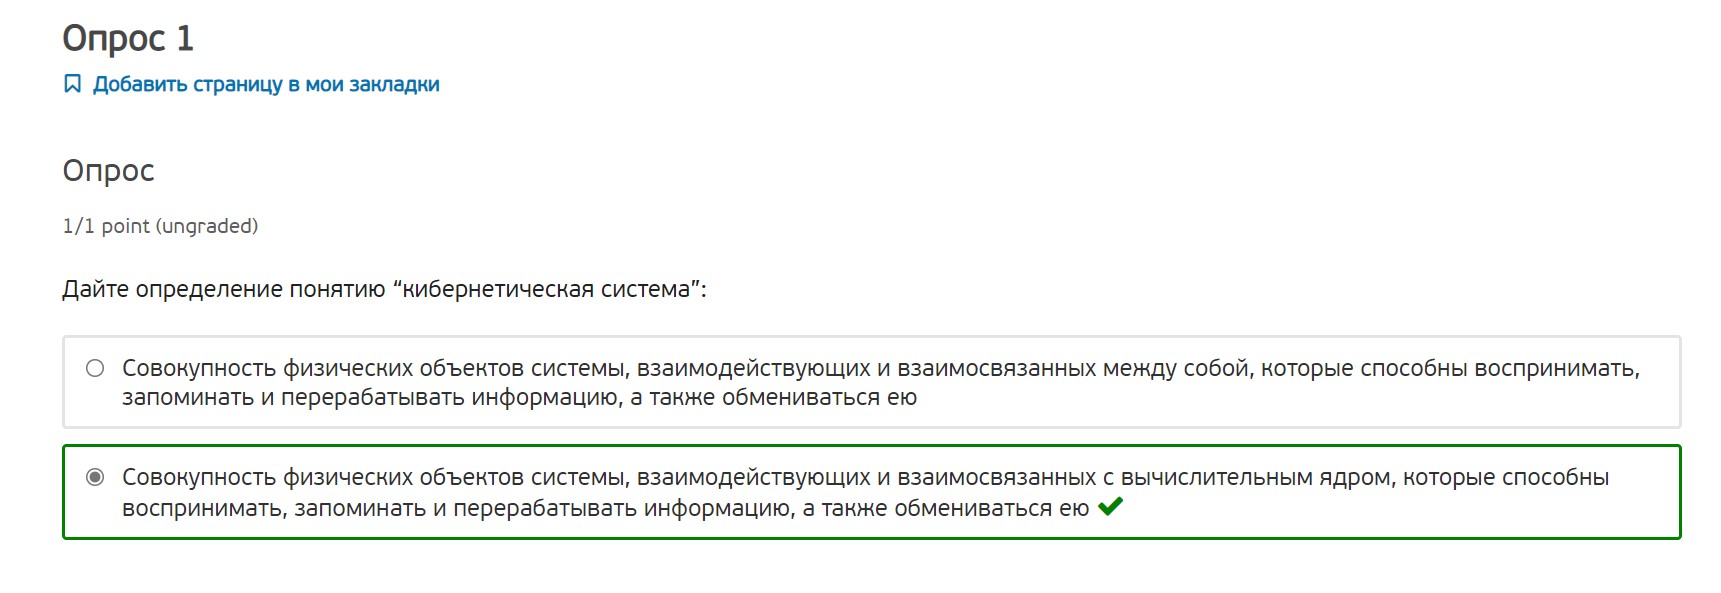 Опрос 1
Добавить страницу в мои закладки
Опрос
1/1 point (ungraded)
Дайте определение понятию “кибернетическая система”:
Совокупность физических объектов системы, взаимодействующих и взаимосвязанных между собой, которые способны воспринимать,
запоминать и перерабатывать информацию, а также обмениваться ею
Совокупность физических объектов системы, взаимодействующих и взаимосвязанных с вычислительным ядром, которые способны
воспринимать, запоминать и перерабатывать информацию, а также обмениваться ею